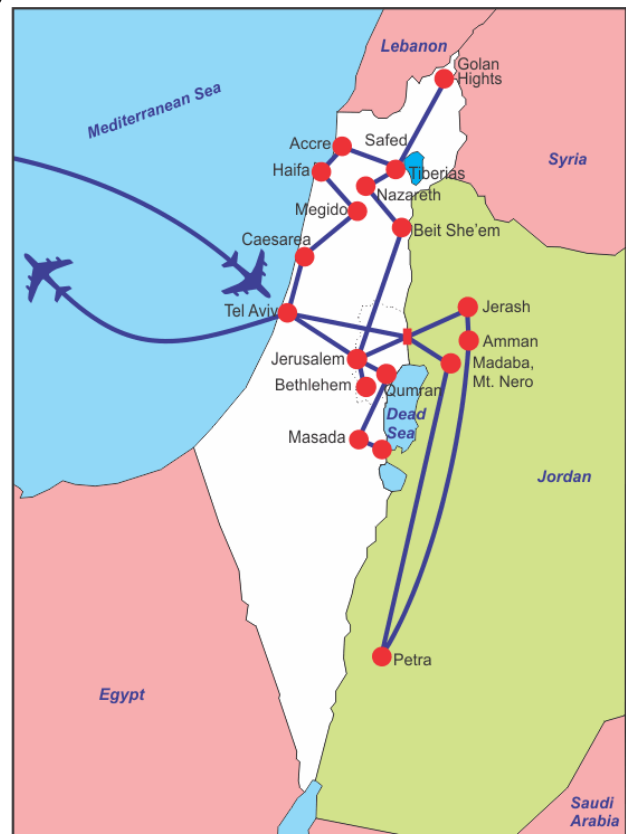 Lebanon
Golan
Hights
Mediterranean Sea
Accre
Safed
Syria
Haifa
Tiberias
Nazareth
Megido
Beit She'em
Caesarea
Tel Aviv
Jerash
Amman
Jerusalem
Madaba,
Mt. Nero
Bethlehem
Qumran
Dead
Sea
Masada
Jordan
Petra
Egypt
Saudi
Arabia